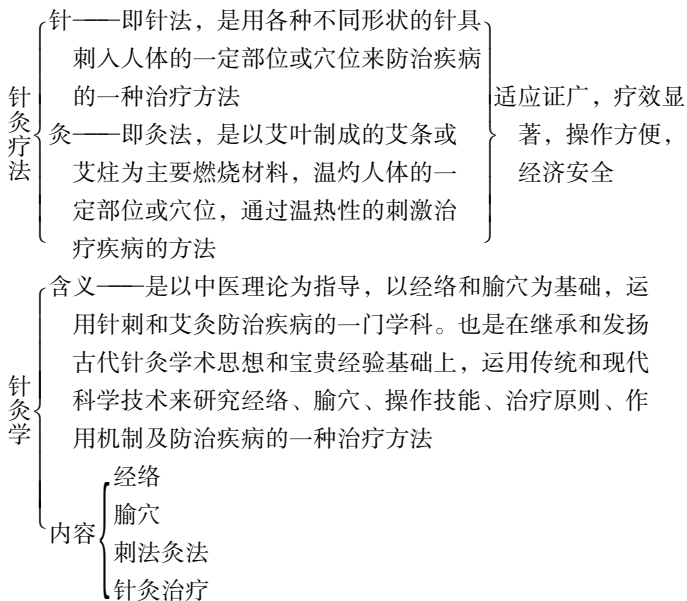 针灸疗法
针——即针法，是用各种不同形状的针具
刺入人体的一定部位或穴位来防治疾病
的一种治疗方法
灸——即灸法，是以艾叶制成的艾条或
艾炷为主要燃烧材料，温灼人体的一
定部位或穴位，通过温热性的刺激治
疗疾病的方法
适应证广，疗效显
著，操作方便，
经济安全
针灸学
含义——是以中医理论为指导，以经络和腧穴为基础，运
用针刺和艾灸防治疾病的一门学科。也是在继承和发扬
古代针灸学术思想和宝贵经验基础上，运用传统和现代
科学技术来研究经络、腧穴、操作技能、治疗原则、作
用机制及防治疾病的一种治疗方法
内容
经络
腧穴
刺法灸法
针灸治疗